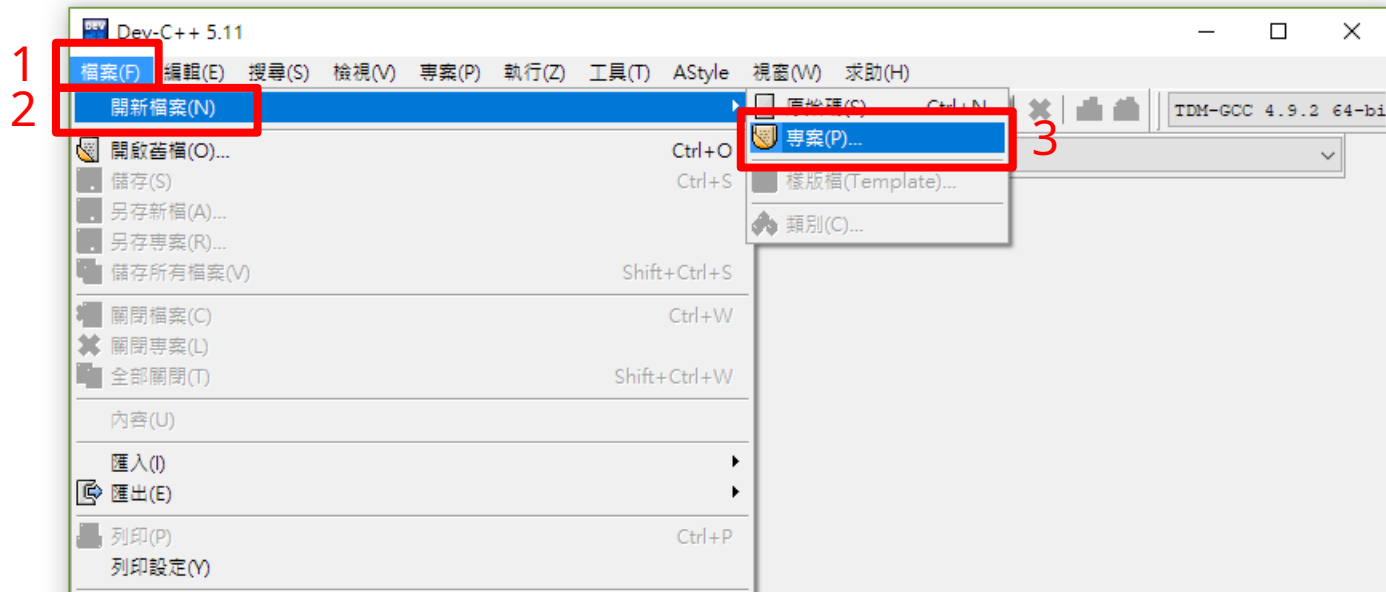 Dev-C++ 5.11
1
檔案(F) 編輯(E) 搜尋(S) 檢視(V) 專案(P) 執行(Z) 工具(T) AStyle 視窗(W) 求助(H)
2
開新檔案(N)
原始碼(S) Ctrl+N
TDM-GCC 4.9.2 64-bi
專案(P)...
3
開啟舊檔(O)... Ctrl+O
儲存(S) Ctrl+S
樣版檔(Template)...
另存新檔(A)...
類別(C)...
另存專案(R)...
儲存所有檔案(V) Shift+Ctrl+S
關閉檔案(C) Ctrl+W
關閉專案(L)
全部關閉(T) Shift+Ctrl+W
內容(U)
匯入(I)
匯出(E)
列印(P) Ctrl+P
列印設定(Y)